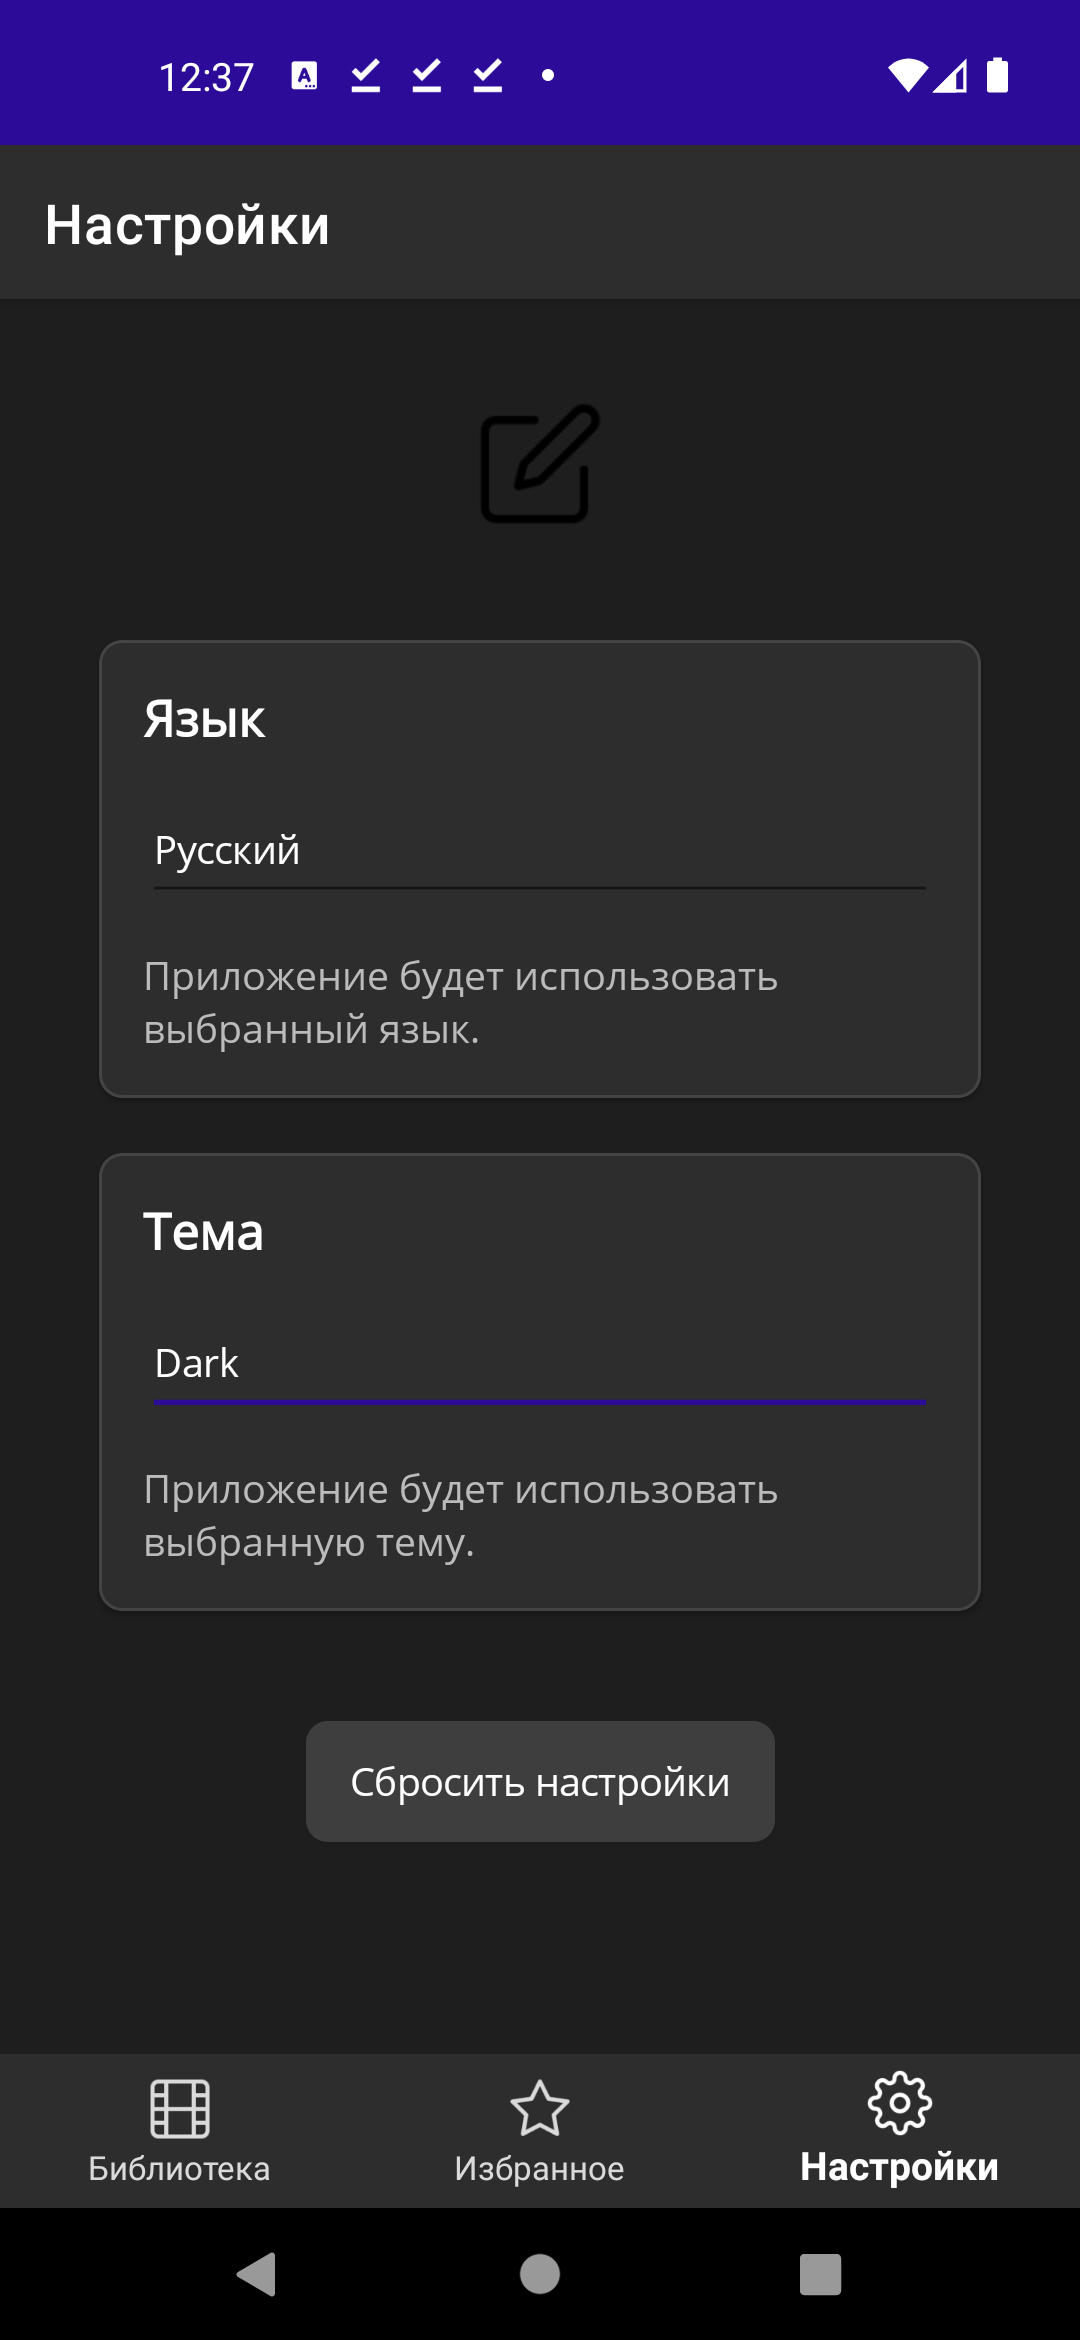 12:37
Настройки
Язык
Русский
Приложение будет использовать
выбранный язык.
Тема
Dark
Приложение будет использовать
выбранную тему.
Сбросить настройки
Библиотека
Избранное
Настройки